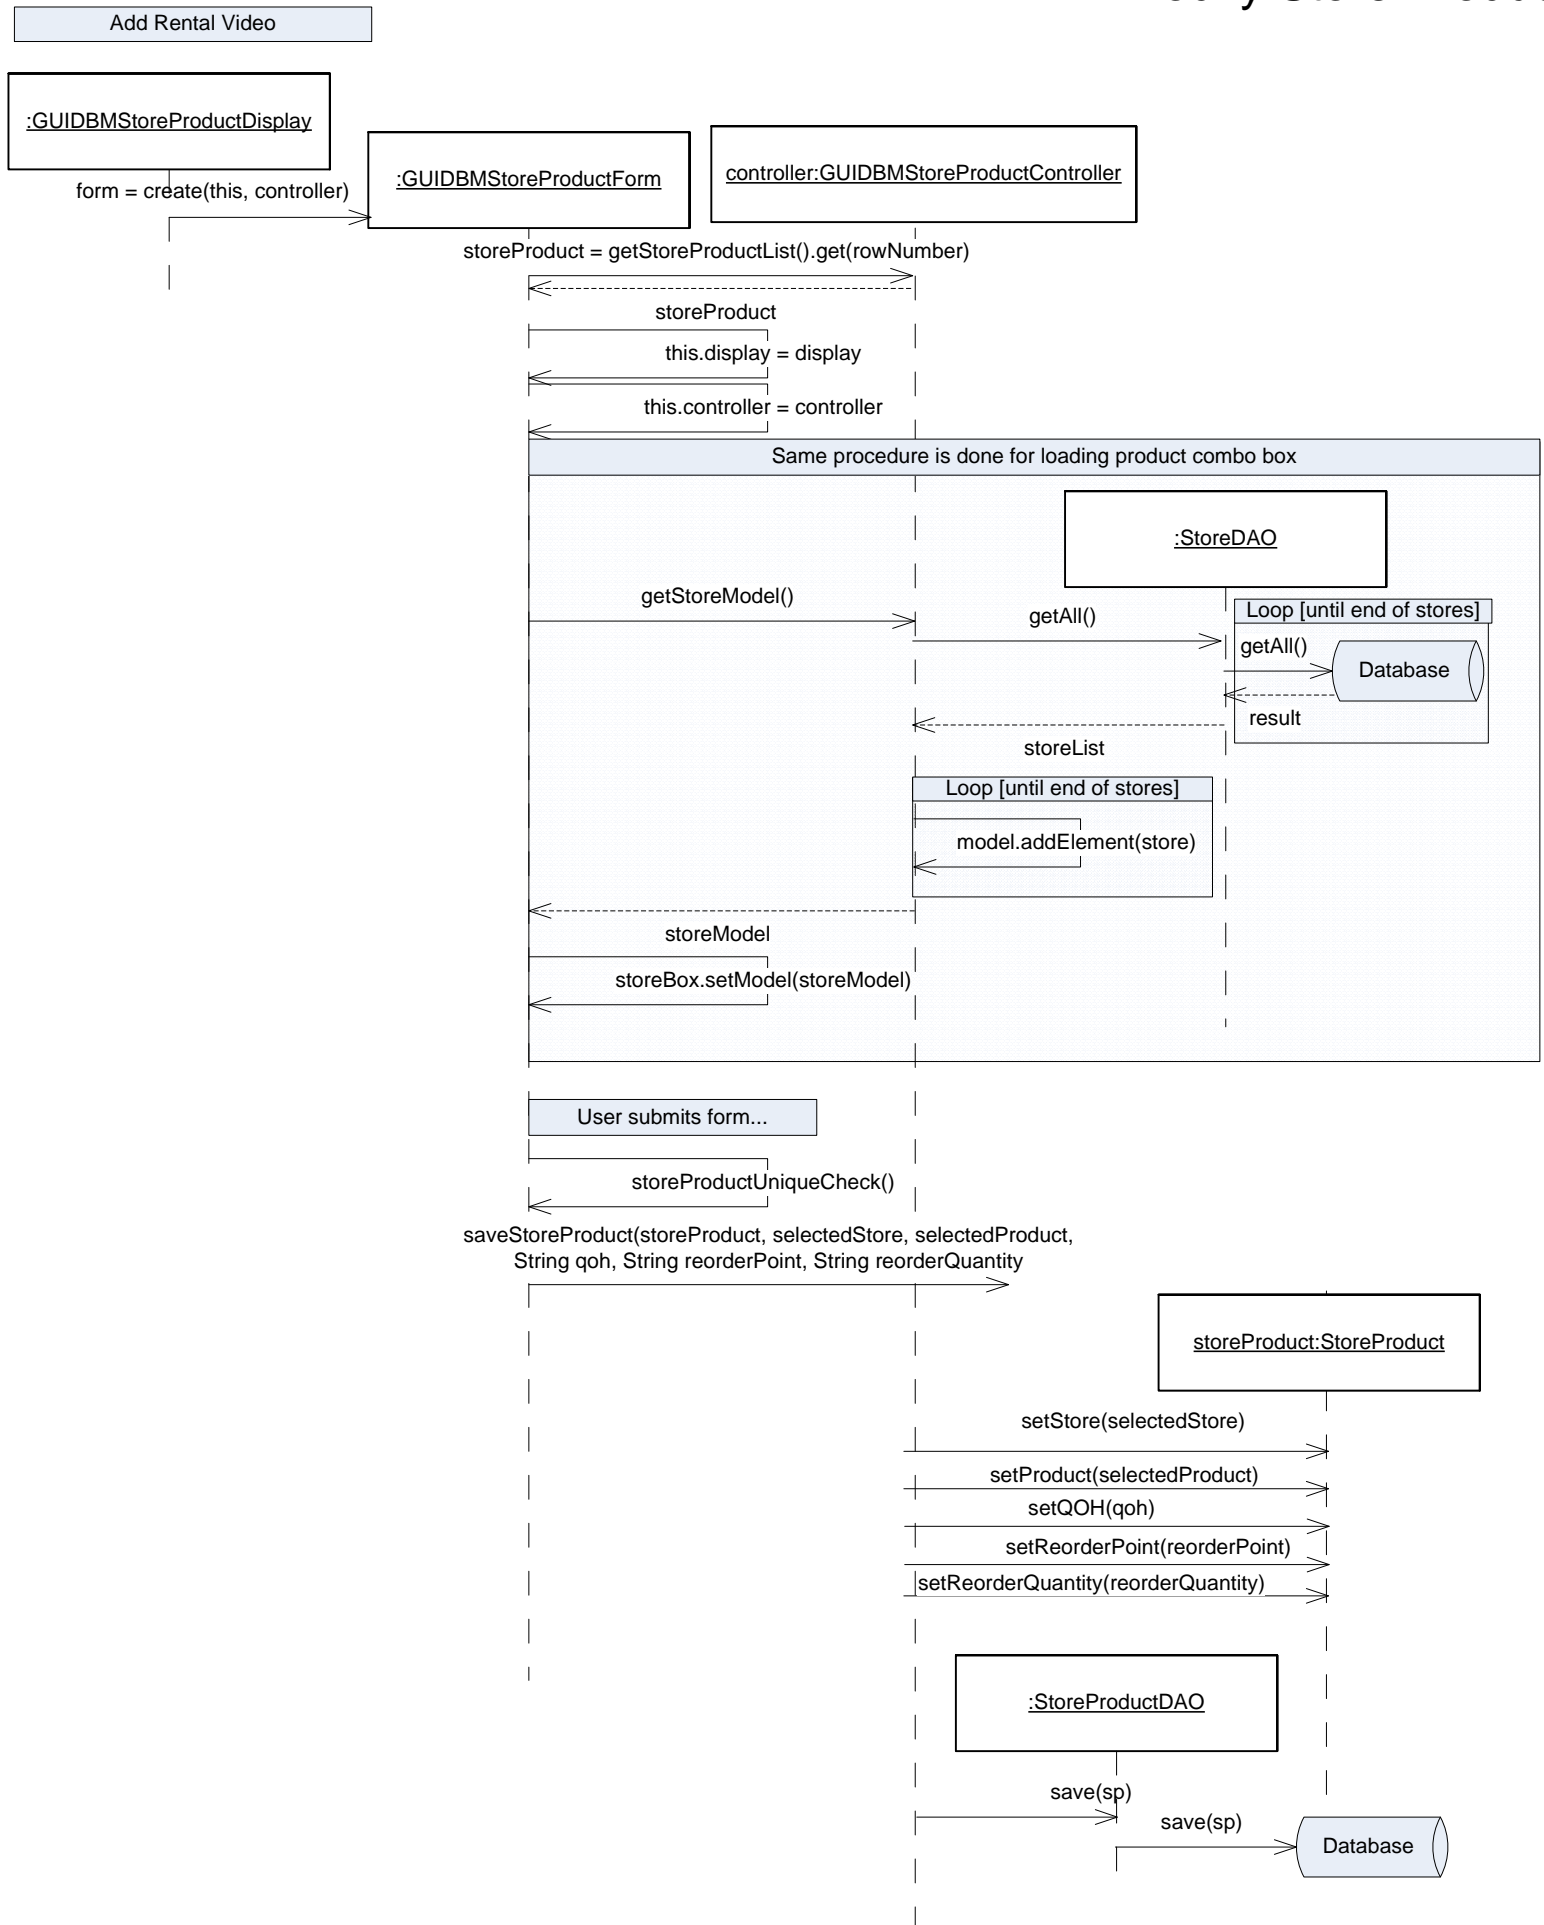 Add Rental Video
:GUIDBMStoreProductDisplay
:GUIDBMStoreProductForm
controller:GUIDBMStoreProductController
form = create(this, controller)
storeProduct = getStoreProductList().get(rowNumber)
storeProduct
this.display = display
this.controller = controller
Same procedure is done for loading product combo box
:StoreDAO
getStoreModel()
getAll()
Loop [until end of stores]
getAll()
Database
result
storeList
Loop [until end of stores]
model.addElement(store)
storeModel
storeBox.setModel(storeModel)
User submits form...
storeProductUniqueCheck()
saveStoreProduct(storeProduct, selectedStore, selectedProduct,
String qoh, String reorderPoint, String reorderQuantity
storeProduct:StoreProduct
setStore(selectedStore)
setProduct(selectedProduct)
setQOH(qoh)
setReorderPoint(reorderPoint)
setReorderQuantity(reorderQuantity)
:StoreProductDAO
save(sp)
save(sp)
Database